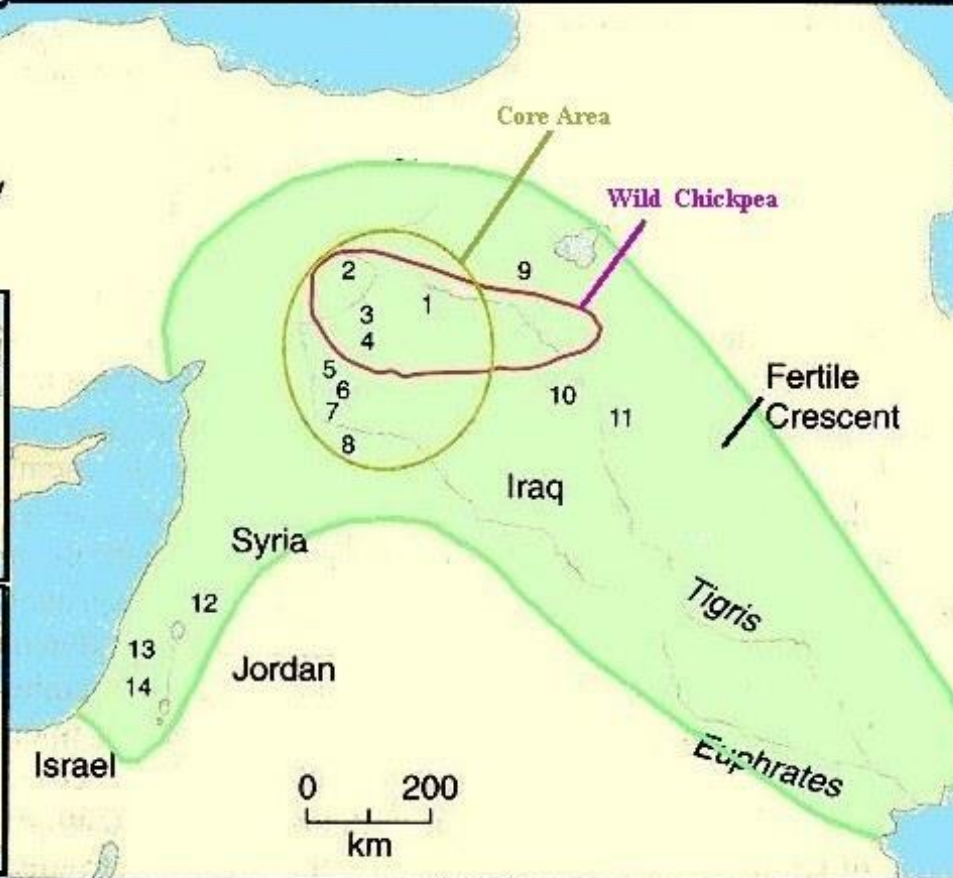 Core Area
Wild Chickpea
2
9
1
3
4
5
6
7
8
10
11
Fertile
Crescent
Iraq
Syria
12
Tigris
13
14
Jordan
Euphrates
Israel
0 200
km